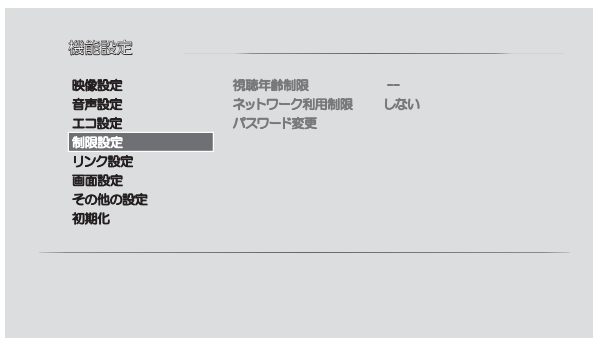 機能設定
映像設定 視聴年齢制限 --
音声設定 ネットワーク利用制限 しない
エコ設定 パスワード変更
制限設定
リンク設定
画面設定
その他の設定
初期化